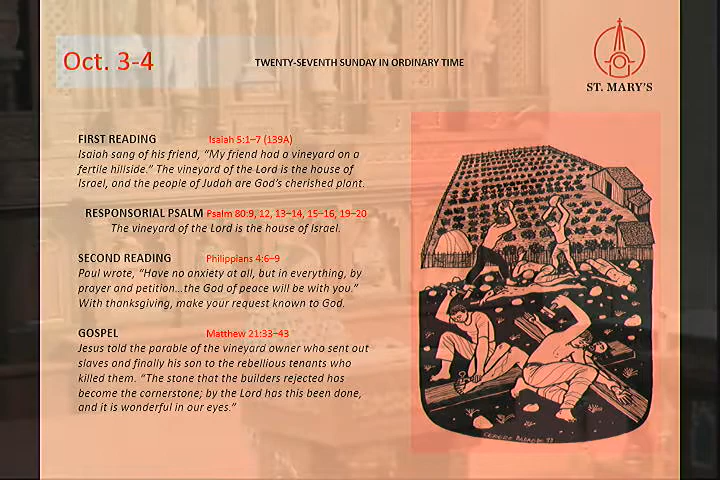 Oct. 3-4
TWENTY-SEVENTH SUNDAY IN ORDINARY TIME
ST. MARY'S
FIRST READING Isaiah 5:1–7 (139A)
Isaiah sang of his friend, “My friend had a vineyard on a
fertile hillside.” The vineyard of the Lord is the house of
Israel, and the people of Judah are God’s cherished plant.
RESPONSORIAL PSALM Psalm 80:9, 12, 13–14, 15–16, 19–20
The vineyard of the Lord is the house of Israel.
SECOND READING Philippians 4:6–9
Paul wrote, “Have no anxiety at all, but in everything, by
prayer and petition…the God of peace will be with you.”
With thanksgiving, make your request known to God.
GOSPEL Matthew 21:33–43
Jesus told the parable of the vineyard owner who sent out
slaves and finally his son to the rebellious tenants who
killed them. “The stone that the builders rejected has
become the cornerstone; by the Lord has this been done,
and it is wonderful in our eyes.”